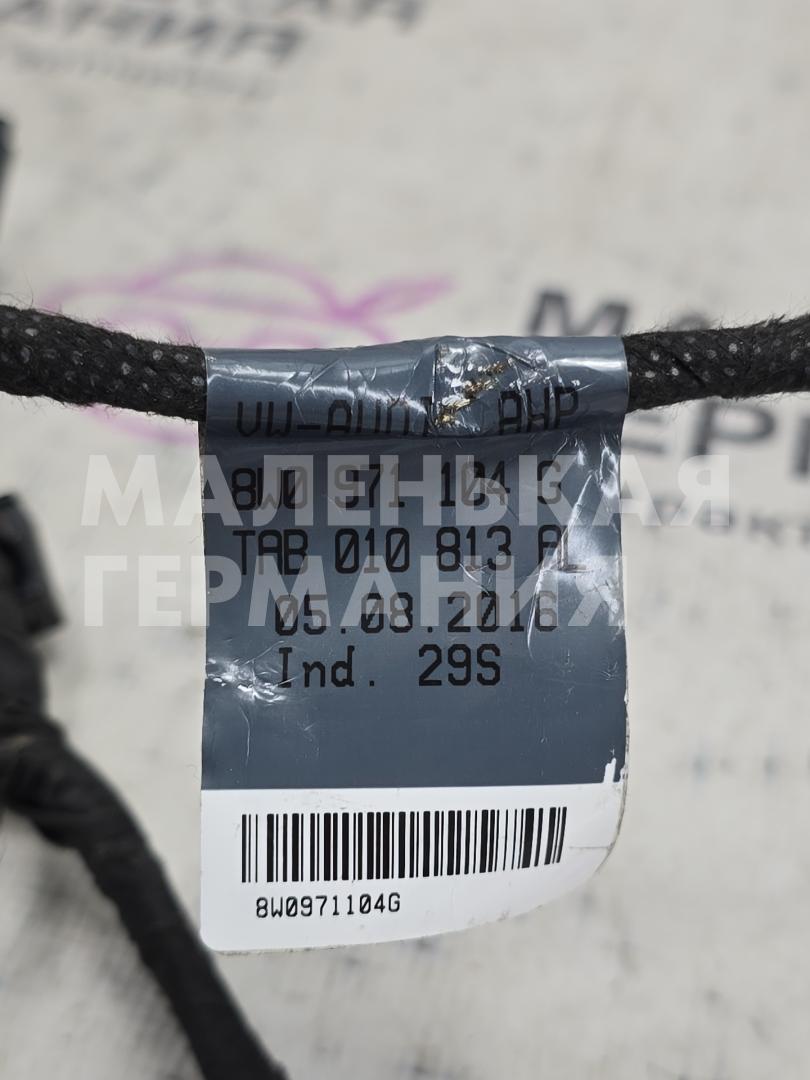 VW-AUDI AHP
8W0 971 104 G
TAB 010 813 AL
МАЛЕНЬКАЯ
ГЕРМАНИЯ
05.08.2016
Ind. 29S
8W0971104G